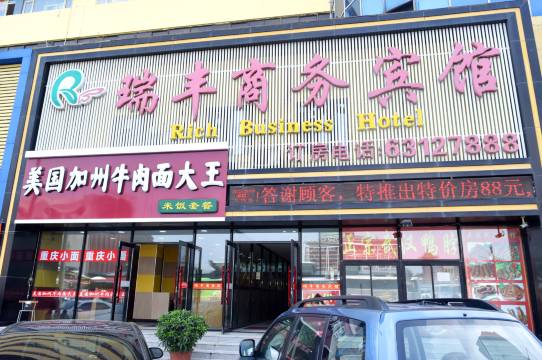 瑞丰商务宾馆
Rich Business Hotel
订房电话 63127888
美国加州牛肉面大王
米饭套餐
答谢顾客，特推出特价房88元,
重庆小面
重庆小面